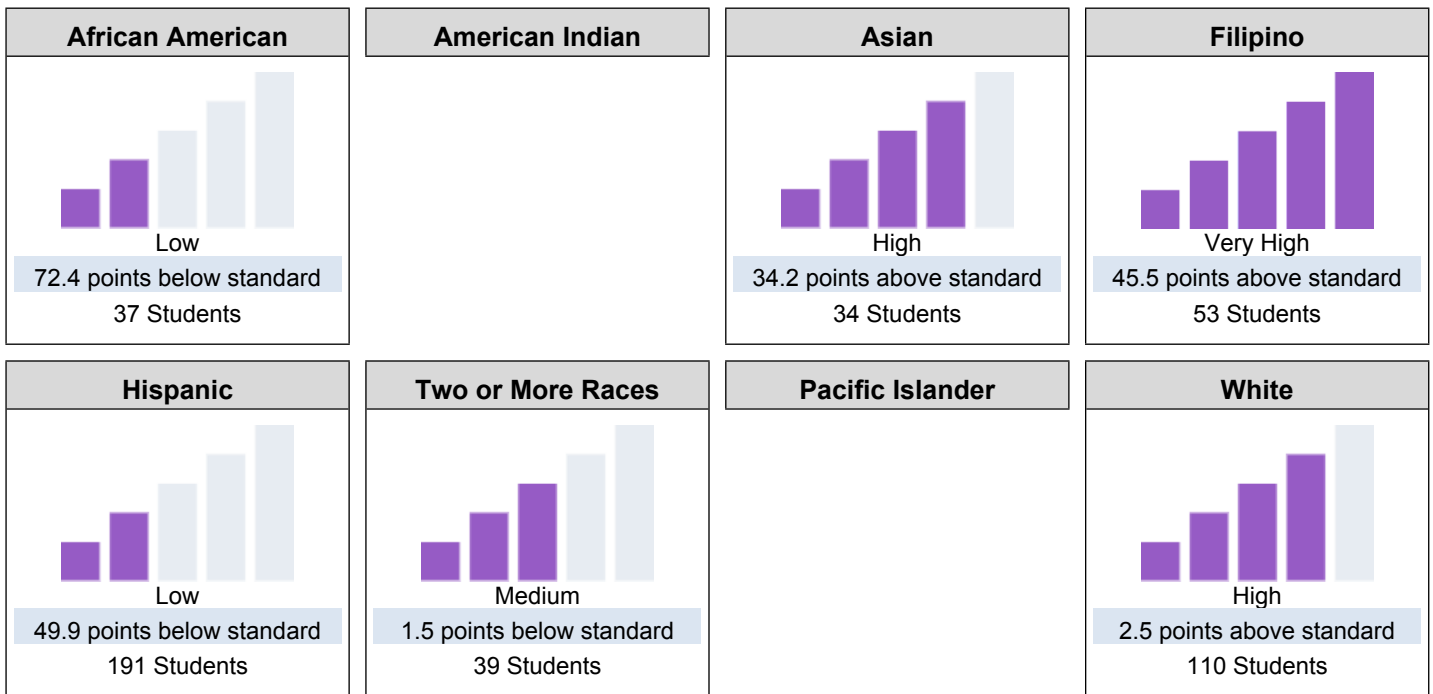 African American
American Indian
Asian
Filipino
Low
72.4 points below standard
37 Students
High
34.2 points above standard
34 Students
Very High
45.5 points above standard
53 Students
Hispanic
Two or More Races
Pacific Islander
White
Low
49.9 points below standard
191 Students
Medium
1.5 points below standard
39 Students
High
2.5 points above standard
110 Students